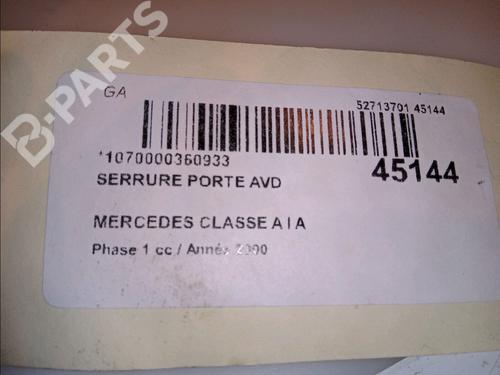 B-PARTS
GA
52713701 45144
*1070000360933
45144
SERRURE PORTE AVD
MERCEDES CLASSE A I A
Phase 1 cc / Année 2000